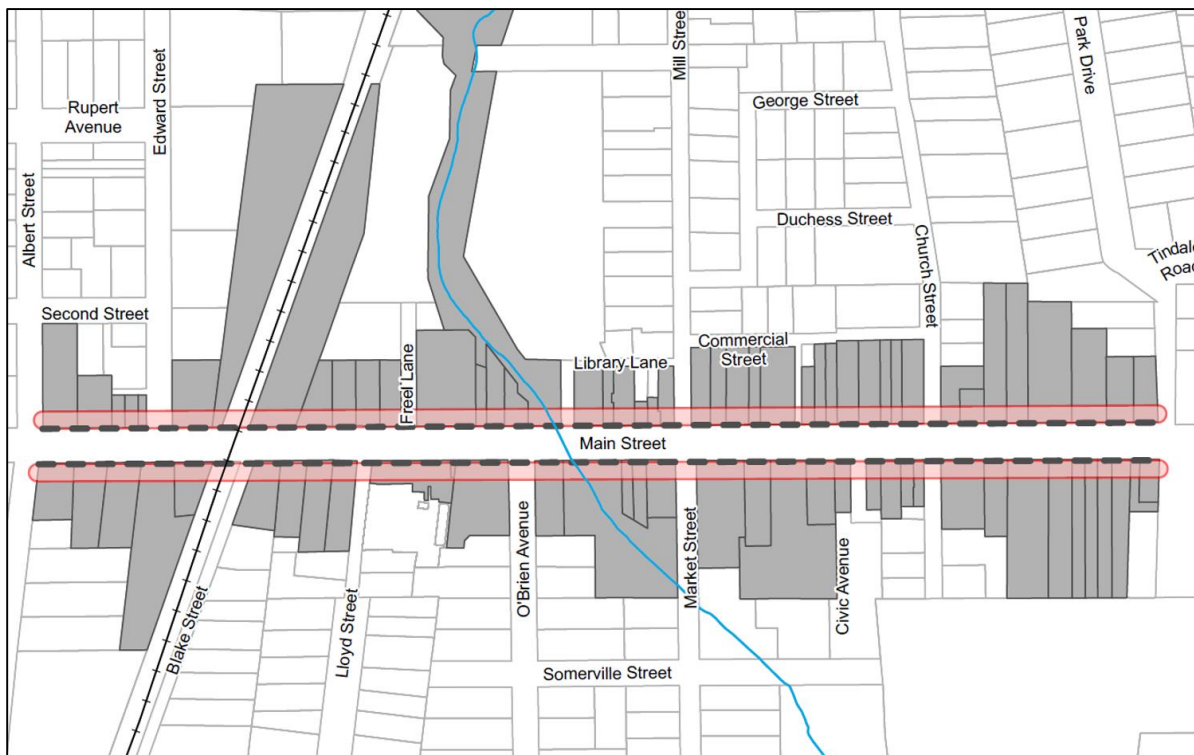 Mill Street
Park Drive
Edward Street
George Street
Rupert
Avenue
Albert Street
Duchess Street
Church Street
Tindale
Road
Second Street
Commercial
Street
Library Lane
Freel Lane
Main Street
O'Brien Avenue
Market Street
Civic Avenue
Blake Street
Lloyd Street
Somerville Street